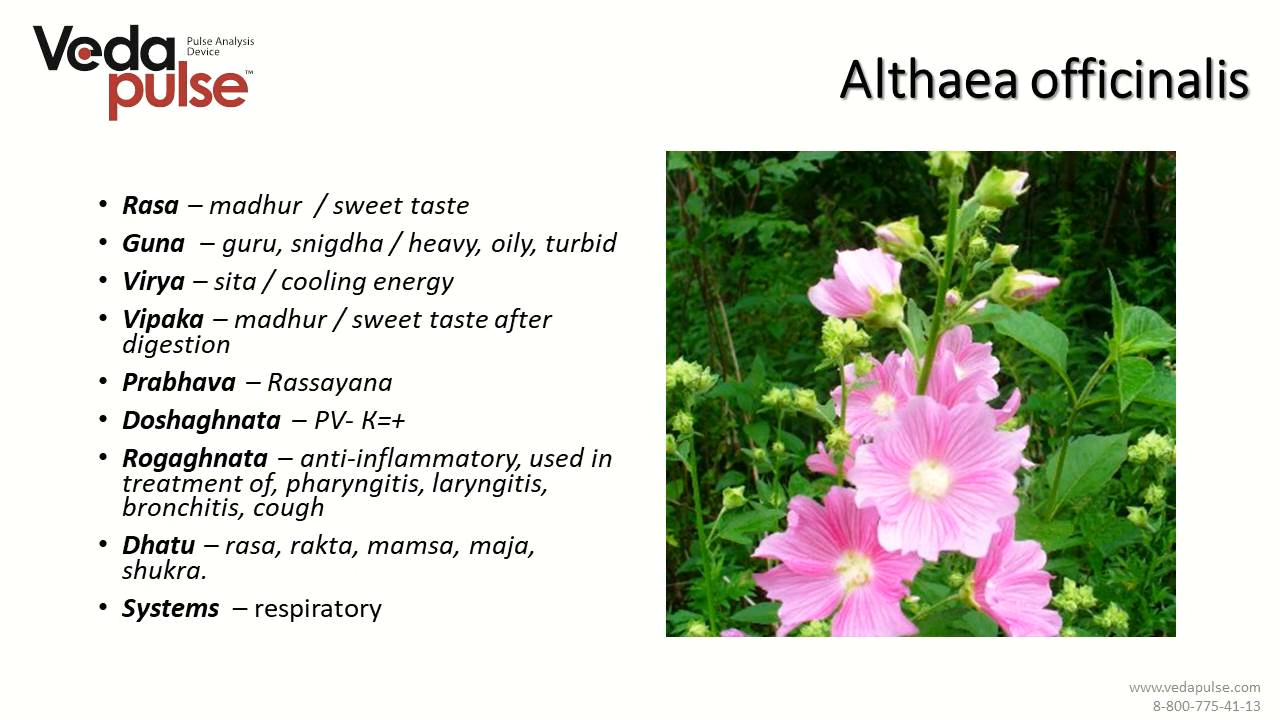 Veda
pulse™
Pulse Analysis
Device
Althaea officinalis
• Rasa – madhur / sweet taste
• Guna – guru, snigdha / heavy, oily, turbid
• Virya – sita / cooling energy
• Vipaka – madhur / sweet taste after
digestion
• Prabhava – Rassayana
• Doshaghnata – PV- K=+
• Rogaghnata – anti-inflammatory, used in
treatment of, pharyngitis, laryngitis,
bronchitis, cough
• Dhatu – rasa, rakta, mamsa, maja,
shukra.
• Systems – respiratory
www.vedapulse.com
8-800-775-41-13